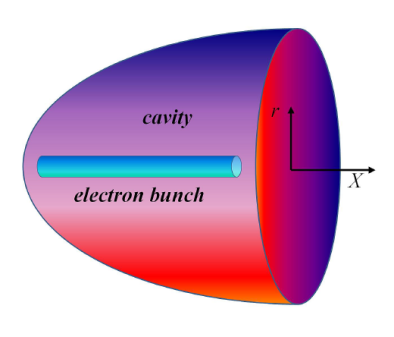 r
cavity
X
electron bunch